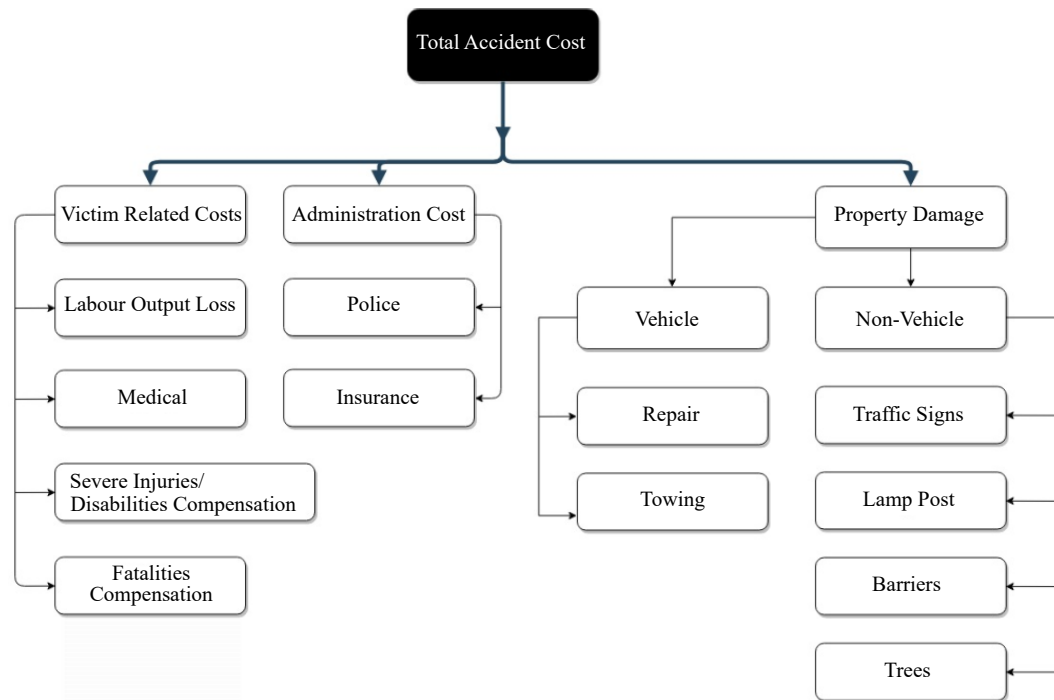 Total Accident Cost
Victim Related Costs
Administration Cost
Property Damage
Labour Output Loss
Police
Vehicle
Non-Vehicle
Medical
Insurance
Repair
Traffic Signs
Severe Injuries/
Disabilities Compensation
Towing
Lamp Post
Fatalities
Compensation
Barriers
Trees